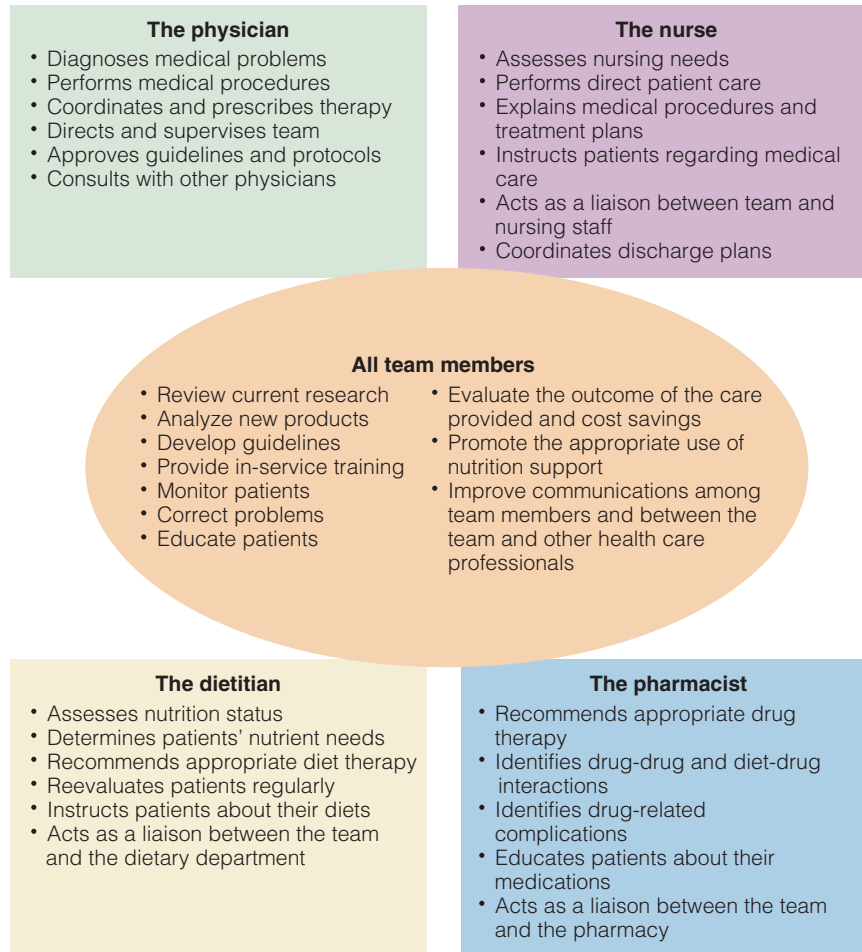 The physician
• Diagnoses medical problems
• Performs medical procedures
• Coordinates and prescribes therapy
• Directs and supervises team
• Approves guidelines and protocols
• Consults with other physicians
The nurse
• Assesses nursing needs
• Performs direct patient care
• Explains medical procedures and
treatment plans
• Instructs patients regarding medical
care
• Acts as a liaison between team and
nursing staff
• Coordinates discharge plans
All team members
• Review current research
• Analyze new products
• Develop guidelines
• Provide in-service training
• Monitor patients
• Correct problems
• Educate patients
• Evaluate the outcome of the care
provided and cost savings
• Promote the appropriate use of
nutrition support
• Improve communications among
team members and between the
team and other health care
professionals
The dietitian
• Assesses nutrition status
• Determines patients’ nutrient needs
• Recommends appropriate diet therapy
• Reevaluates patients regularly
• Instructs patients about their diets
• Acts as a liaison between the team
and the dietary department
The pharmacist
• Recommends appropriate drug
therapy
• Identifies drug-drug and diet-drug
interactions
• Identifies drug-related
complications
• Educates patients about their
medications
• Acts as a liaison between the team
and the pharmacy